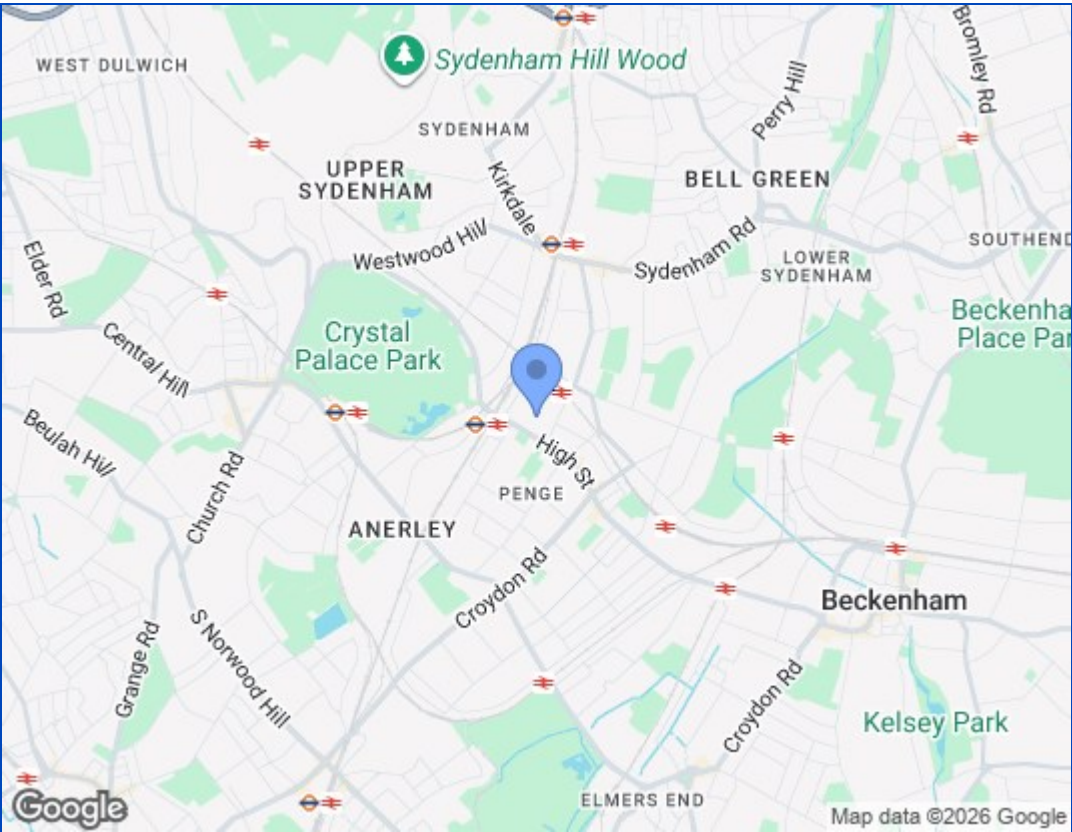 WEST DULWICH
Sydenham Hill Wood
Bromley Rd
Perry Hill
SYDENHAM
UPPER
SYDENHAM
Kirkdale
BELL GREEN
Elder Rd
Westwood Hill
Sydenham Rd
SOUTHEND
LOWER
SYDENHAM
Crystal
Palace Park
Beckenha
Place Par
Central Hill
Beulah Hill
Church Rd
High St
PENGE
ANERLEY
Croydon Rd
Beckenham
Grange Rd
S Norwood Hill
Croydon Rd
Kelsey Park
ELMERS END
Google
Map data ©2026 Google